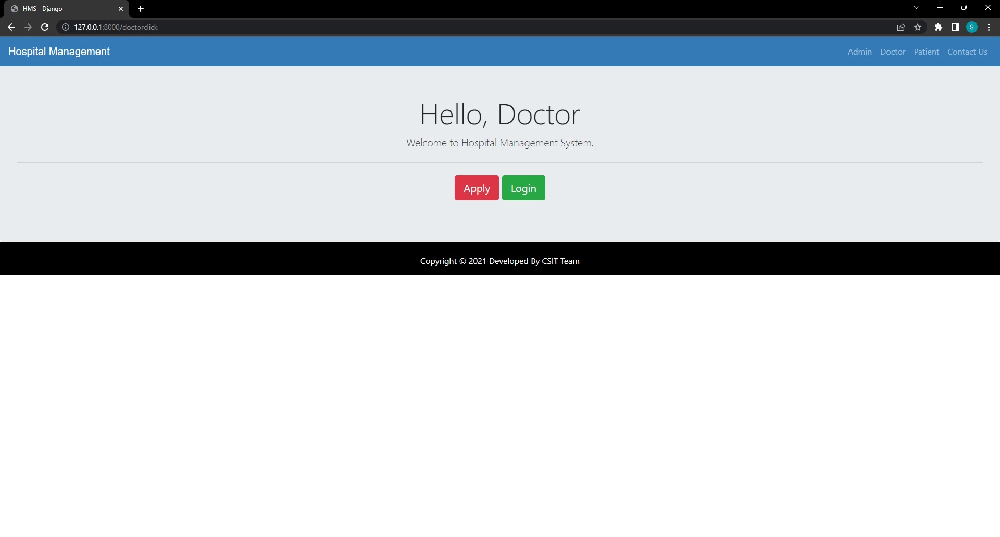 HMS - Django
127.0.0.1:8000/doctorclick
S
Hospital Management
Admin Doctor Patient Contact Us
Hello, Doctor
Welcome to Hospital Management System.
Apply Login
Copyright © 2021 Developed By CSIT Team